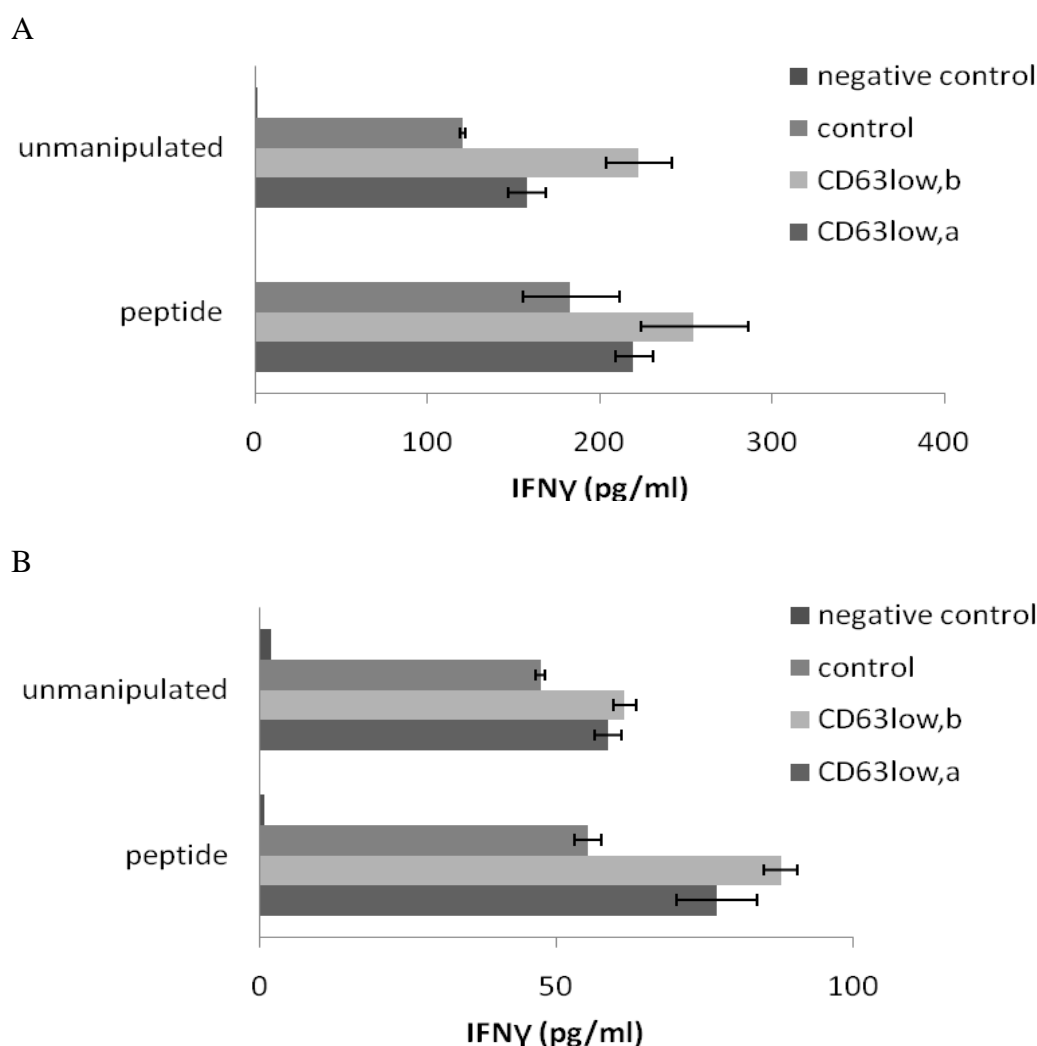 A
negative control
control
CD63low,b
CD63low,a
unmanipulated
peptide
0 100 200 300 400
IFNγ (pg/ml)
B
negative control
control
CD63low,b
CD63low,a
unmanipulated
peptide
0 50 100
IFNγ (pg/ml)